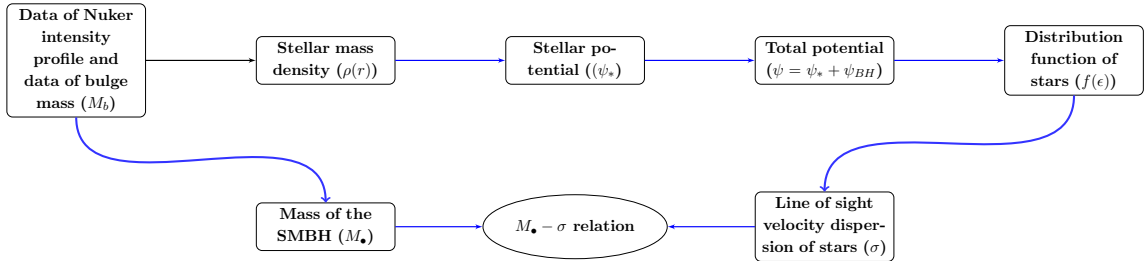 Data of Nuker
intensity
profile and
data of bulge
mass (M_b)
Stellar mass
density (ρ(r))
Stellar po-
tential ((ψ_*)
Total potential
(ψ = ψ_* + ψ_{BH})
Distribution
function of
stars (f(ϵ))
Mass of the
SMBH (M_•)
M_• − σ relation
Line of sight
velocity disper-
sion of stars (σ)